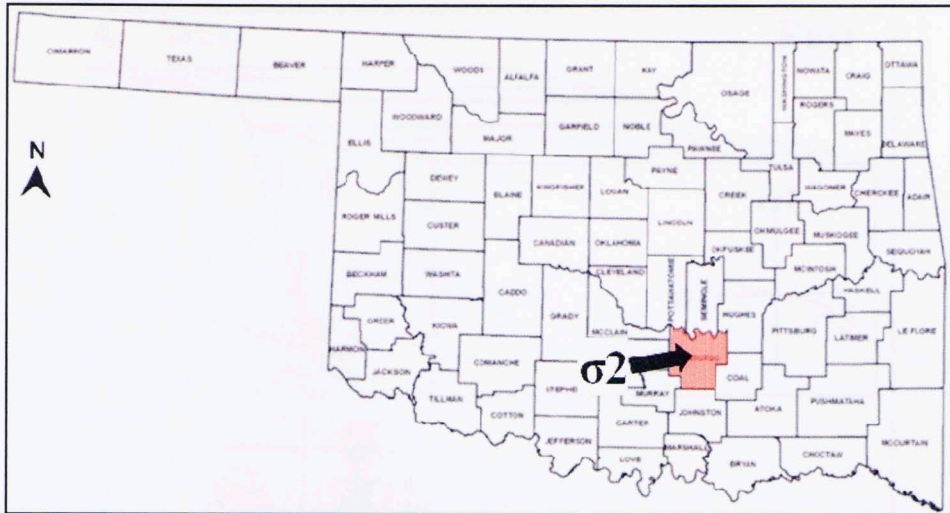 CIMARRON
TEXAS
BEAVER
HARPER
WOODS
ALFALFA
GRANT
KAY
OSAGE
WASHINGTON
NOWATA
CRAIG
OTTAWA
ROGERS
WOODWARD
ELLIS
MAJOR
GARFIELD
NOBLE
PAWNEE
MAYES
DELAWARE
N
DEWEY
BLAINE
KINGFISHER
LOGAN
PAYNE
CREEK
TULSA
WAGONER
CHEROKEE
ADAIR
ROGER MILLS
CUSTER
CANADIAN
OKLAHOMA
LINCOLN
OKFUSKEE
OKMULGEE
MUSKOGEE
SEQUOYAH
BECKHAM
WASHITA
CADDO
CLEVELAND
POTTAWATOMIE
SEMINOLE
MCINTOSH
HASKELL
GREER
KIOWA
GRADY
MCCLAIN
HUGHES
PITTSBURG
LATIMER
LE FLORE
HARMON
JACKSON
COMANCHE
σ2
COAL
TILLMAN
COTTON
STEPHE
MURRAY
JOHNSTON
ATOKA
PUSHMATAHA
JEFFERSON
CARTER
LOVE
MARSHALL
BRYAN
CHOCTAW
MCCURTAIN